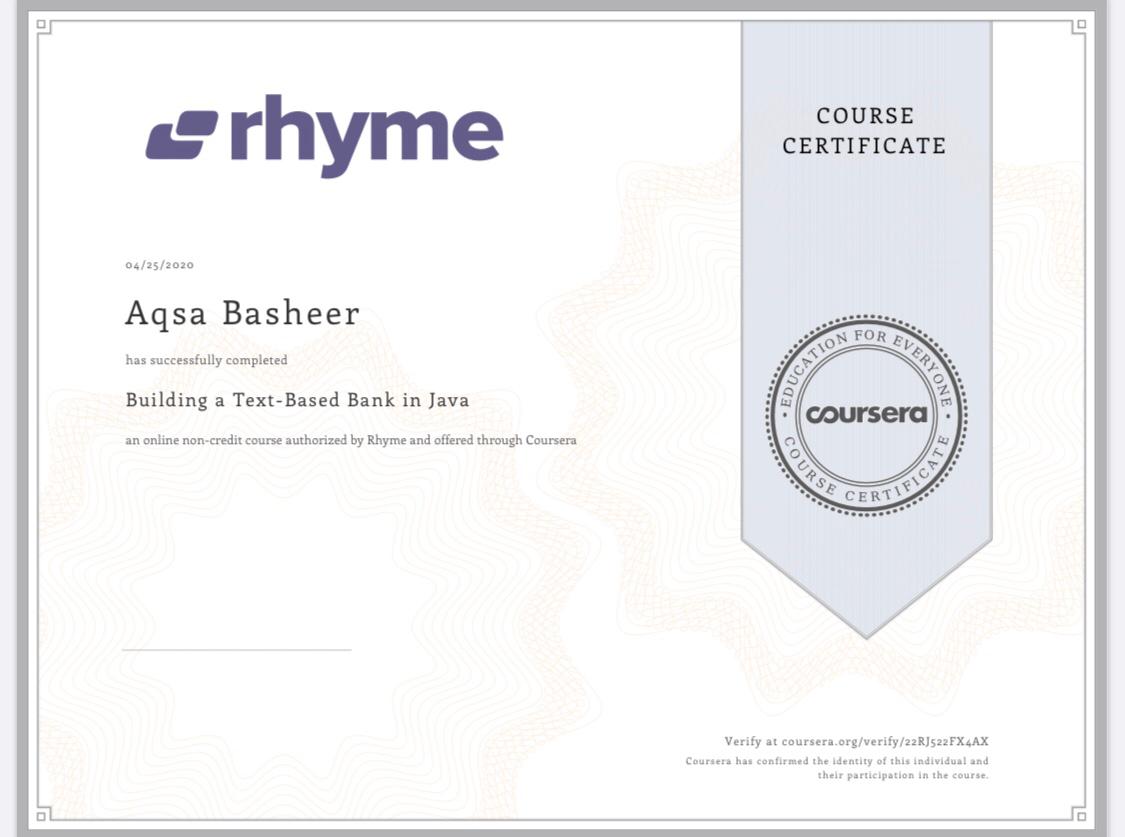 rhyme
COURSE
CERTIFICATE
04/25/2020
Aqsa Basheer
has successfully completed
Building a Text-Based Bank in Java
an online non-credit course authorized by Rhyme and offered through Coursera
EDUCATION FOR EVERYONE
coursera
COURSE CERTIFICATE
Verify at coursera.org/verify/22RJ522FX4AX
Coursera has confirmed the identity of this individual and
their participation in the course.